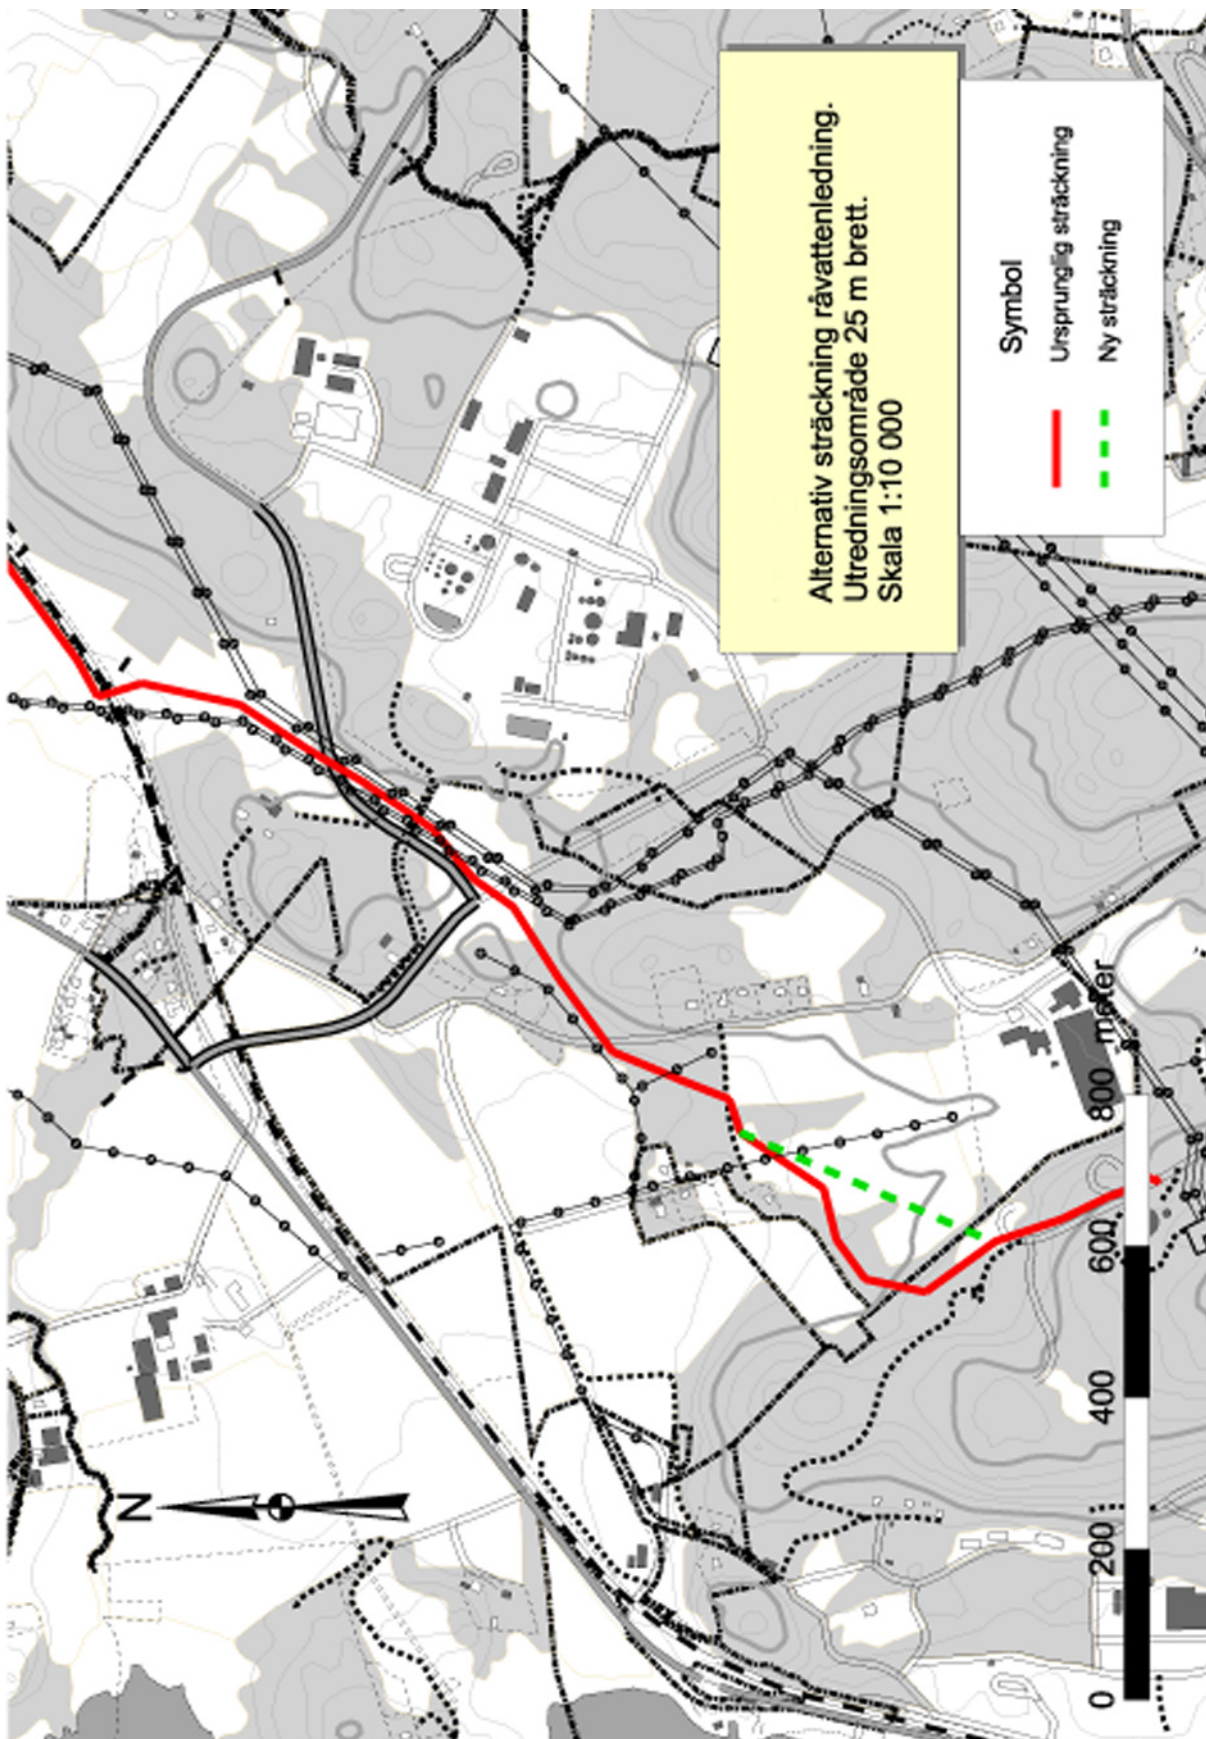 Alternativ sträckning råvattenledning.
Utredningsområde 25 m brett.
Skala 1:10 000
Symbol
Ursprunglig sträckning
Ny sträckning
N
0 200 400 600 800 meter